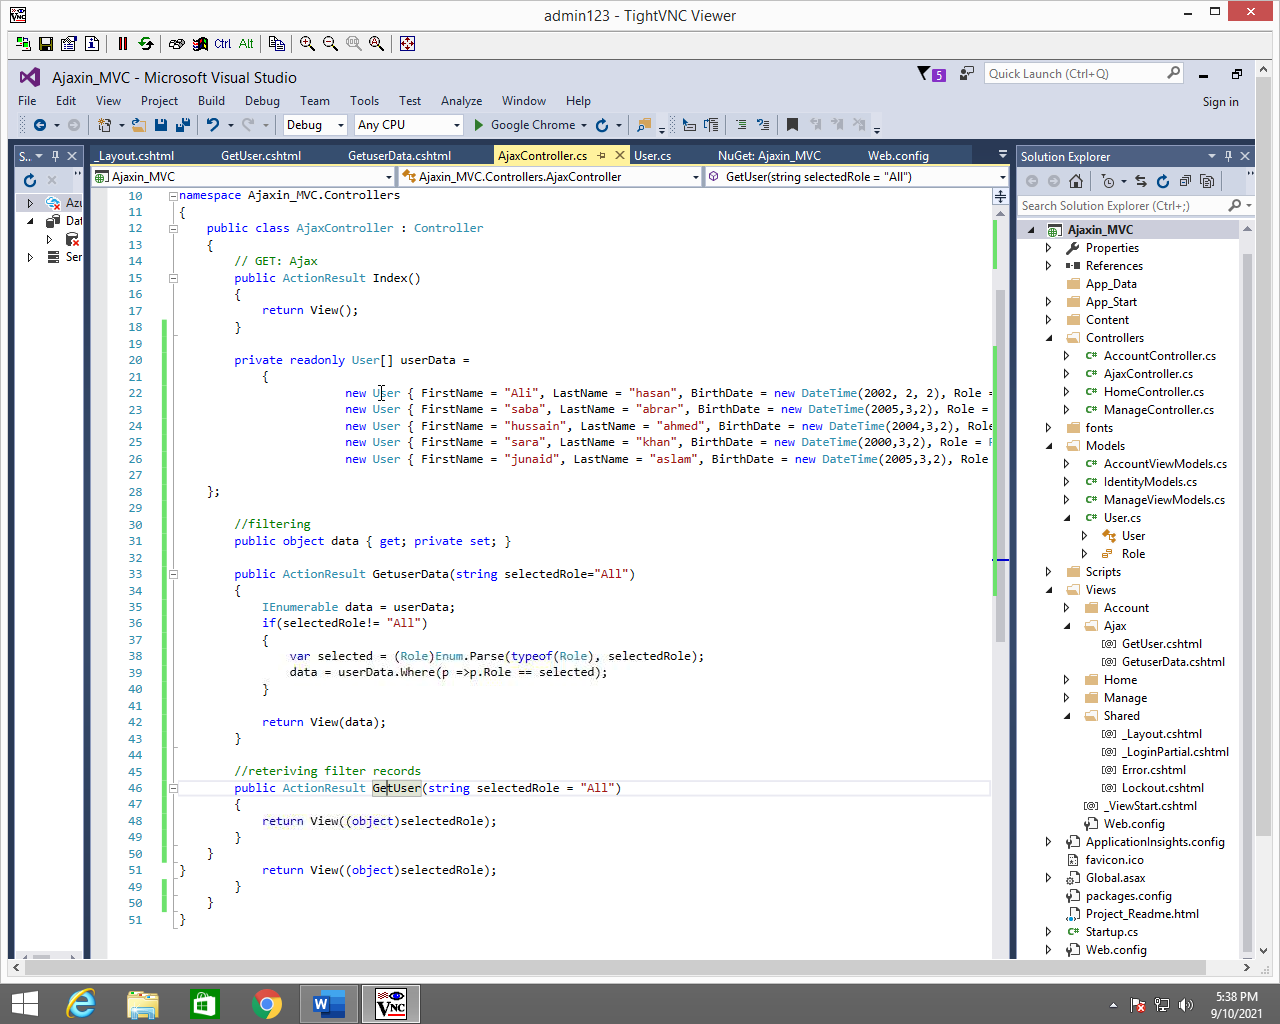 admin123 - TightVNC Viewer
Ctrl Alt
Ajaxin_MVC - Microsoft Visual Studio
5
Quick Launch (Ctrl+Q)
File Edit View Project Build Debug Team Tools Test Analyze Window Help
Sign in
Debug Any CPU Google Chrome
S..
_Layout.cshtml GetUser.cshtml GetuserData.cshtml AjaxController.cs User.cs NuGet: Ajaxin_MVC Web.config
Ajaxin_MVC Ajaxin_MVC.Controllers.AjaxController GetUser(string selectedRole = "All")
Azu
Dat
Ser
10 namespace Ajaxin_MVC.Controllers
11 {
12 public class AjaxController : Controller
13 {
14 // GET: Ajax
15 public ActionResult Index()
16 {
17 return View();
18 }
19
20 private readonly User[] userData =
21 {
22 new User { FirstName = "Ali", LastName = "hasan", BirthDate = new DateTime(2002, 2, 2), Role =
23 new User { FirstName = "saba", LastName = "abrar", BirthDate = new DateTime(2005,3,2), Role =
24 new User { FirstName = "hussain", LastName = "ahmed", BirthDate = new DateTime(2004,3,2), Role
25 new User { FirstName = "sara", LastName = "khan", BirthDate = new DateTime(2000,3,2), Role = R
26 new User { FirstName = "junaid", LastName = "aslam", BirthDate = new DateTime(2005,3,2), Role
27
28 };
29
30 //filtering
31 public object data { get; private set; }
32
33 public ActionResult GetuserData(string selectedRole="All")
34 {
35 IEnumerable data = userData;
36 if(selectedRole!= "All")
37 {
38 var selected = (Role)Enum.Parse(typeof(Role), selectedRole);
39 data = userData.Where(p =>p.Role == selected);
40 }
41
42 return View(data);
43 }
44
45 //reteriving filter records
46 public ActionResult GetUser(string selectedRole = "All")
47 {
48 return View((object)selectedRole);
49 }
50 }
51 } return View((object)selectedRole);
49 }
50 }
51 }
Solution Explorer
Search Solution Explorer (Ctrl+;)
Ajaxin_MVC
Properties
References
App_Data
App_Start
Content
Controllers
AccountController.cs
AjaxController.cs
HomeController.cs
ManageController.cs
fonts
Models
AccountViewModels.cs
IdentityModels.cs
ManageViewModels.cs
User.cs
User
Role
Scripts
Views
Account
Ajax
GetUser.cshtml
GetuserData.cshtml
Home
Manage
Shared
_Layout.cshtml
_LoginPartial.cshtml
Error.cshtml
Lockout.cshtml
_ViewStart.cshtml
Web.config
ApplicationInsights.config
favicon.ico
Global.asax
packages.config
Project_Readme.html
Startup.cs
Web.config
5:38 PM
9/10/2021